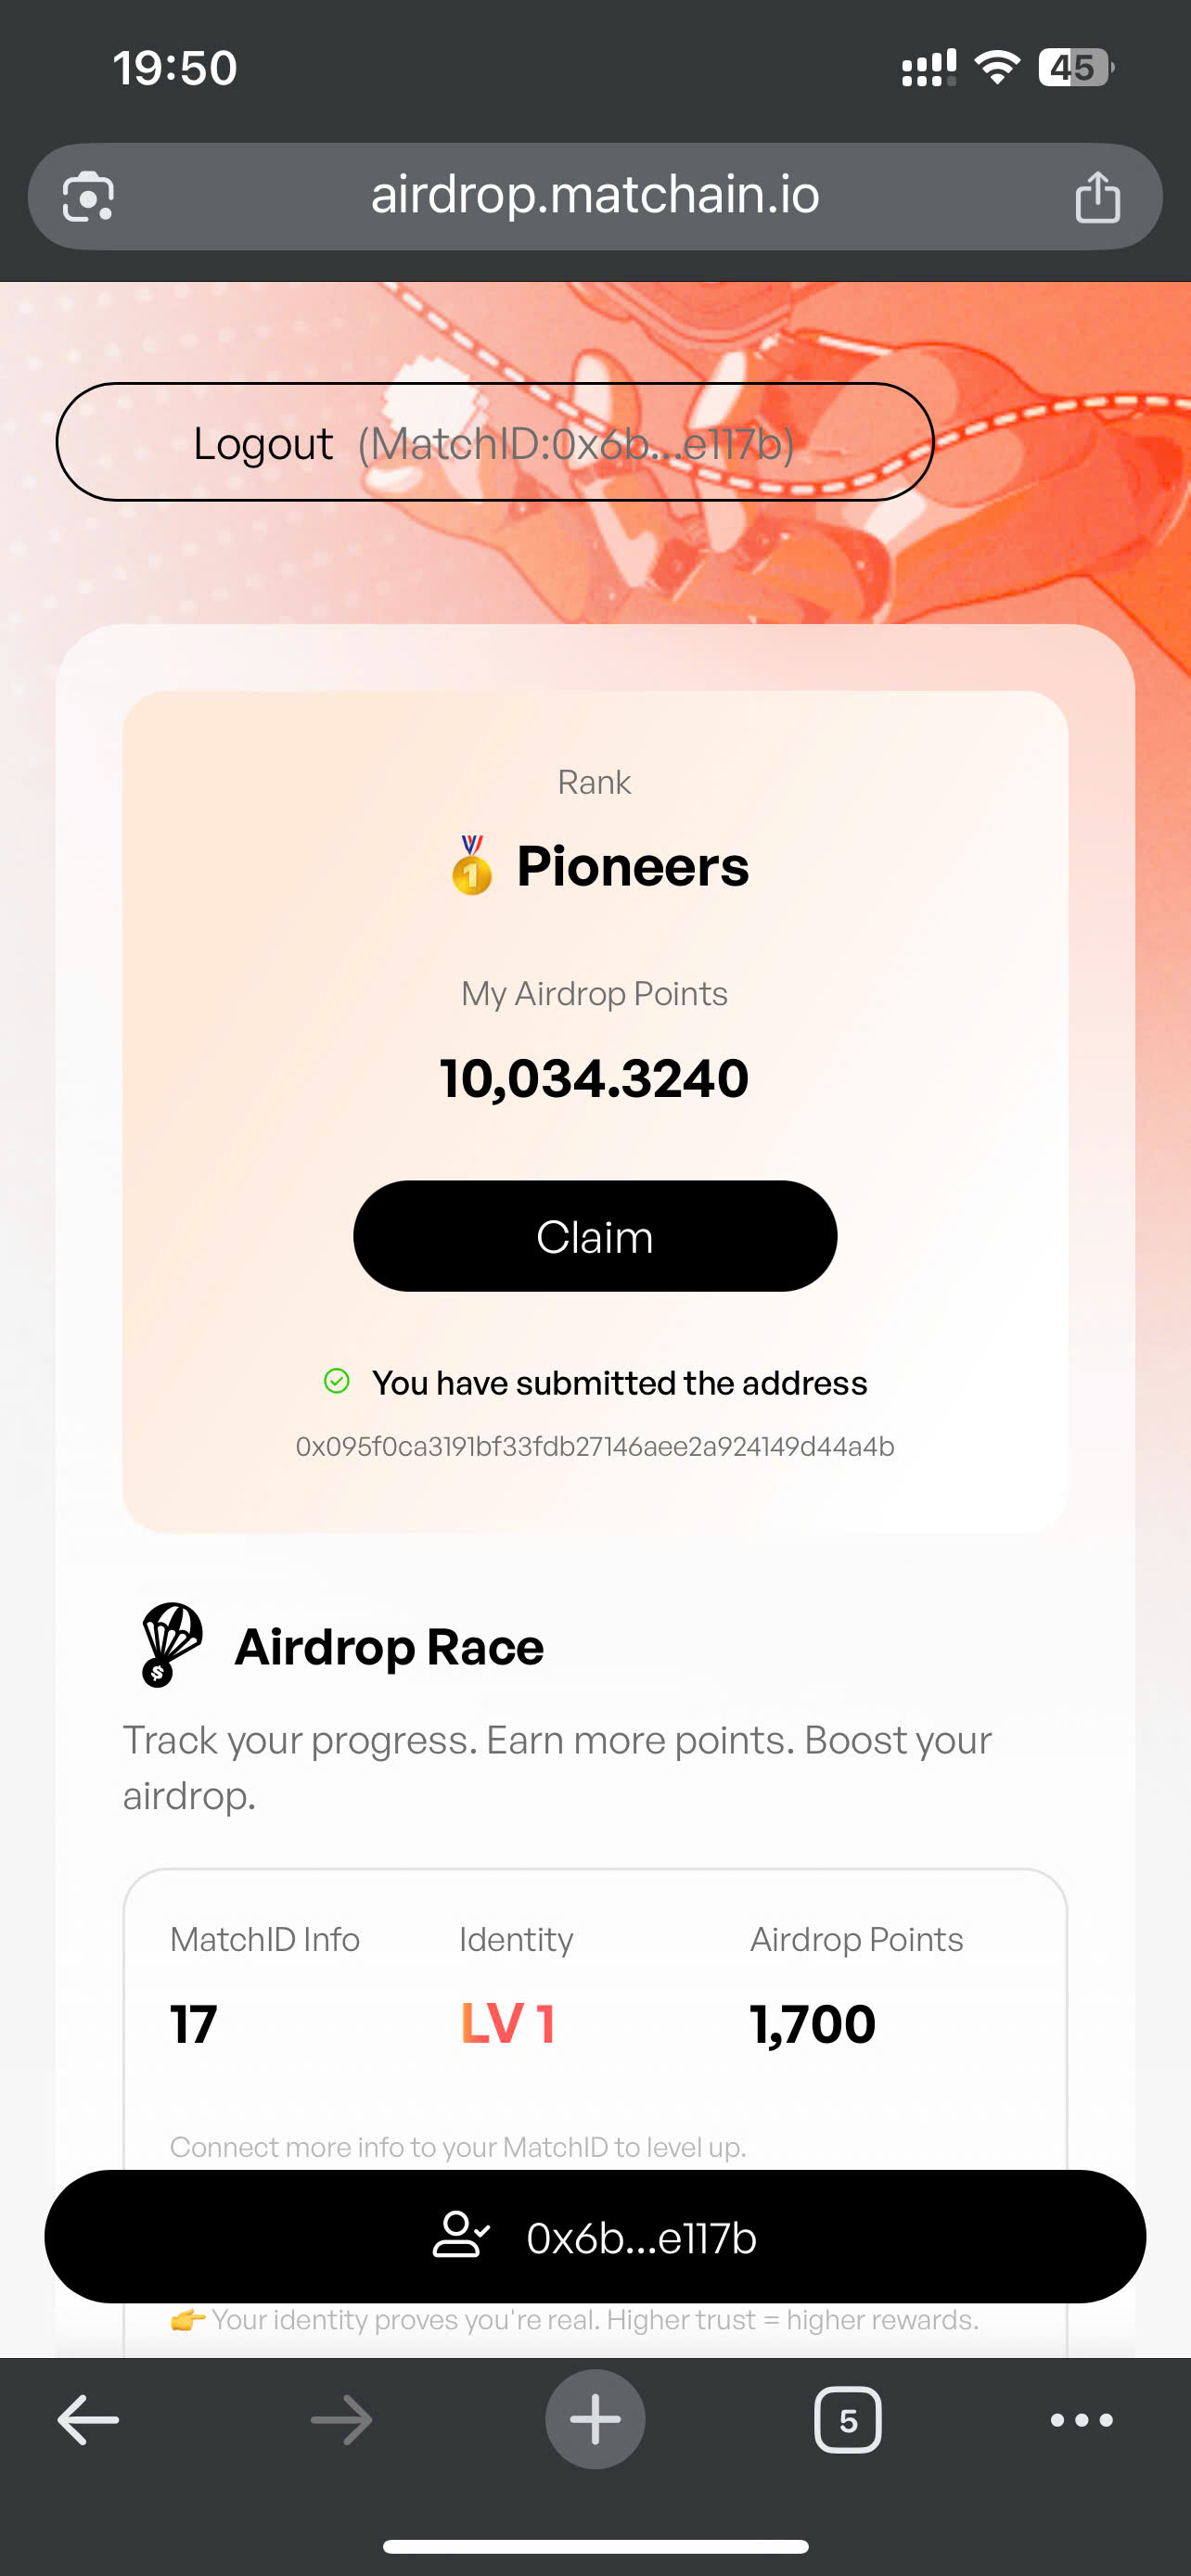 19:50
45
airdrop.matchain.io
Logout (MatchID:0x6b...e117b)
Rank
Pioneers
My Airdrop Points
10,034.3240
Claim
You have submitted the address
0x095f0ca3191bf33fdb27146aee2a924149d44a4b
Airdrop Race
Track your progress. Earn more points. Boost your
airdrop.
MatchID Info Identity Airdrop Points
17 LV 1 1,700
Connect more info to your MatchID to level up.
0x6b...e117b
👉 Your identity proves you're real. Higher trust = higher rewards.
5